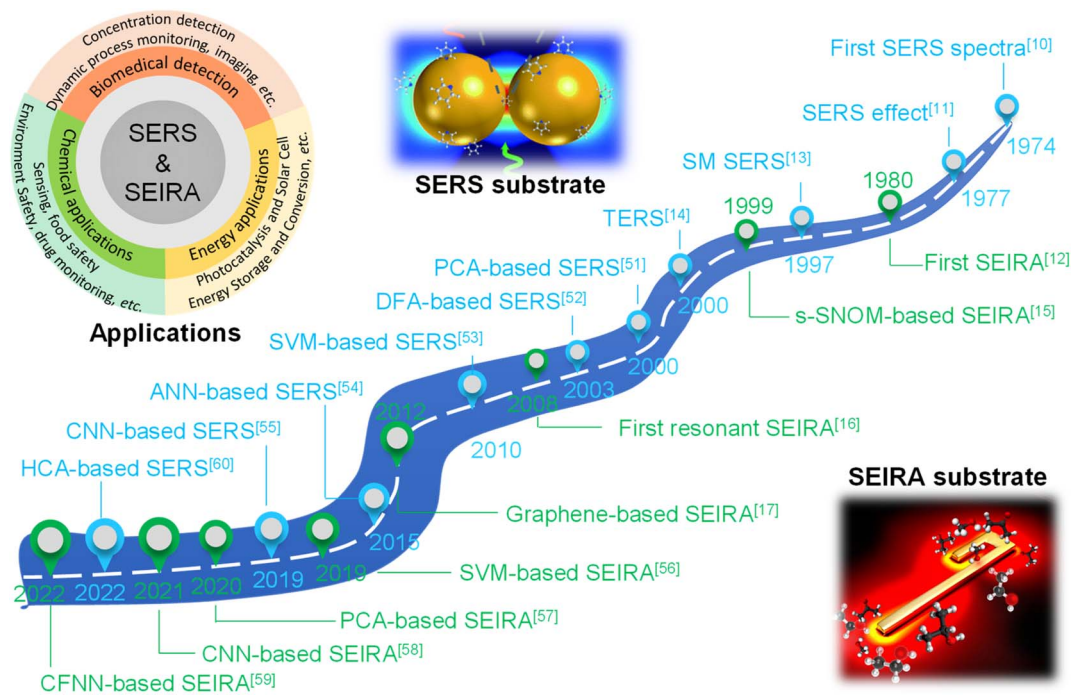 Concentration detection
Dynamic process monitoring, imaging, etc.
Biomedical detection
SERS
&
SEIRA
Chemical applications
Sensing, food safety
Environment Safety, drug monitoring, etc.
Energy applications
Photocatalysis and Solar Cell
Energy Storage and Conversion, etc.
Applications
SERS substrate
First SERS spectra[10]
1974
SERS effect[11]
1977
SM SERS[13]
1980
First SEIRA[12]
TERS[14]
1999
1997
s-SNOM-based SEIRA[15]
PCA-based SERS[51]
2000
DFA-based SERS[52]
2000
SVM-based SERS[53]
2003
2008
First resonant SEIRA[16]
ANN-based SERS[54]
2012
2010
CNN-based SERS[55]
HCA-based SERS[60]
SEIRA substrate
Graphene-based SEIRA[17]
2015
2022
2022
2021
2020
2019
2019
SVM-based SEIRA[56]
PCA-based SEIRA[57]
CNN-based SEIRA[58]
CFNN-based SEIRA[59]